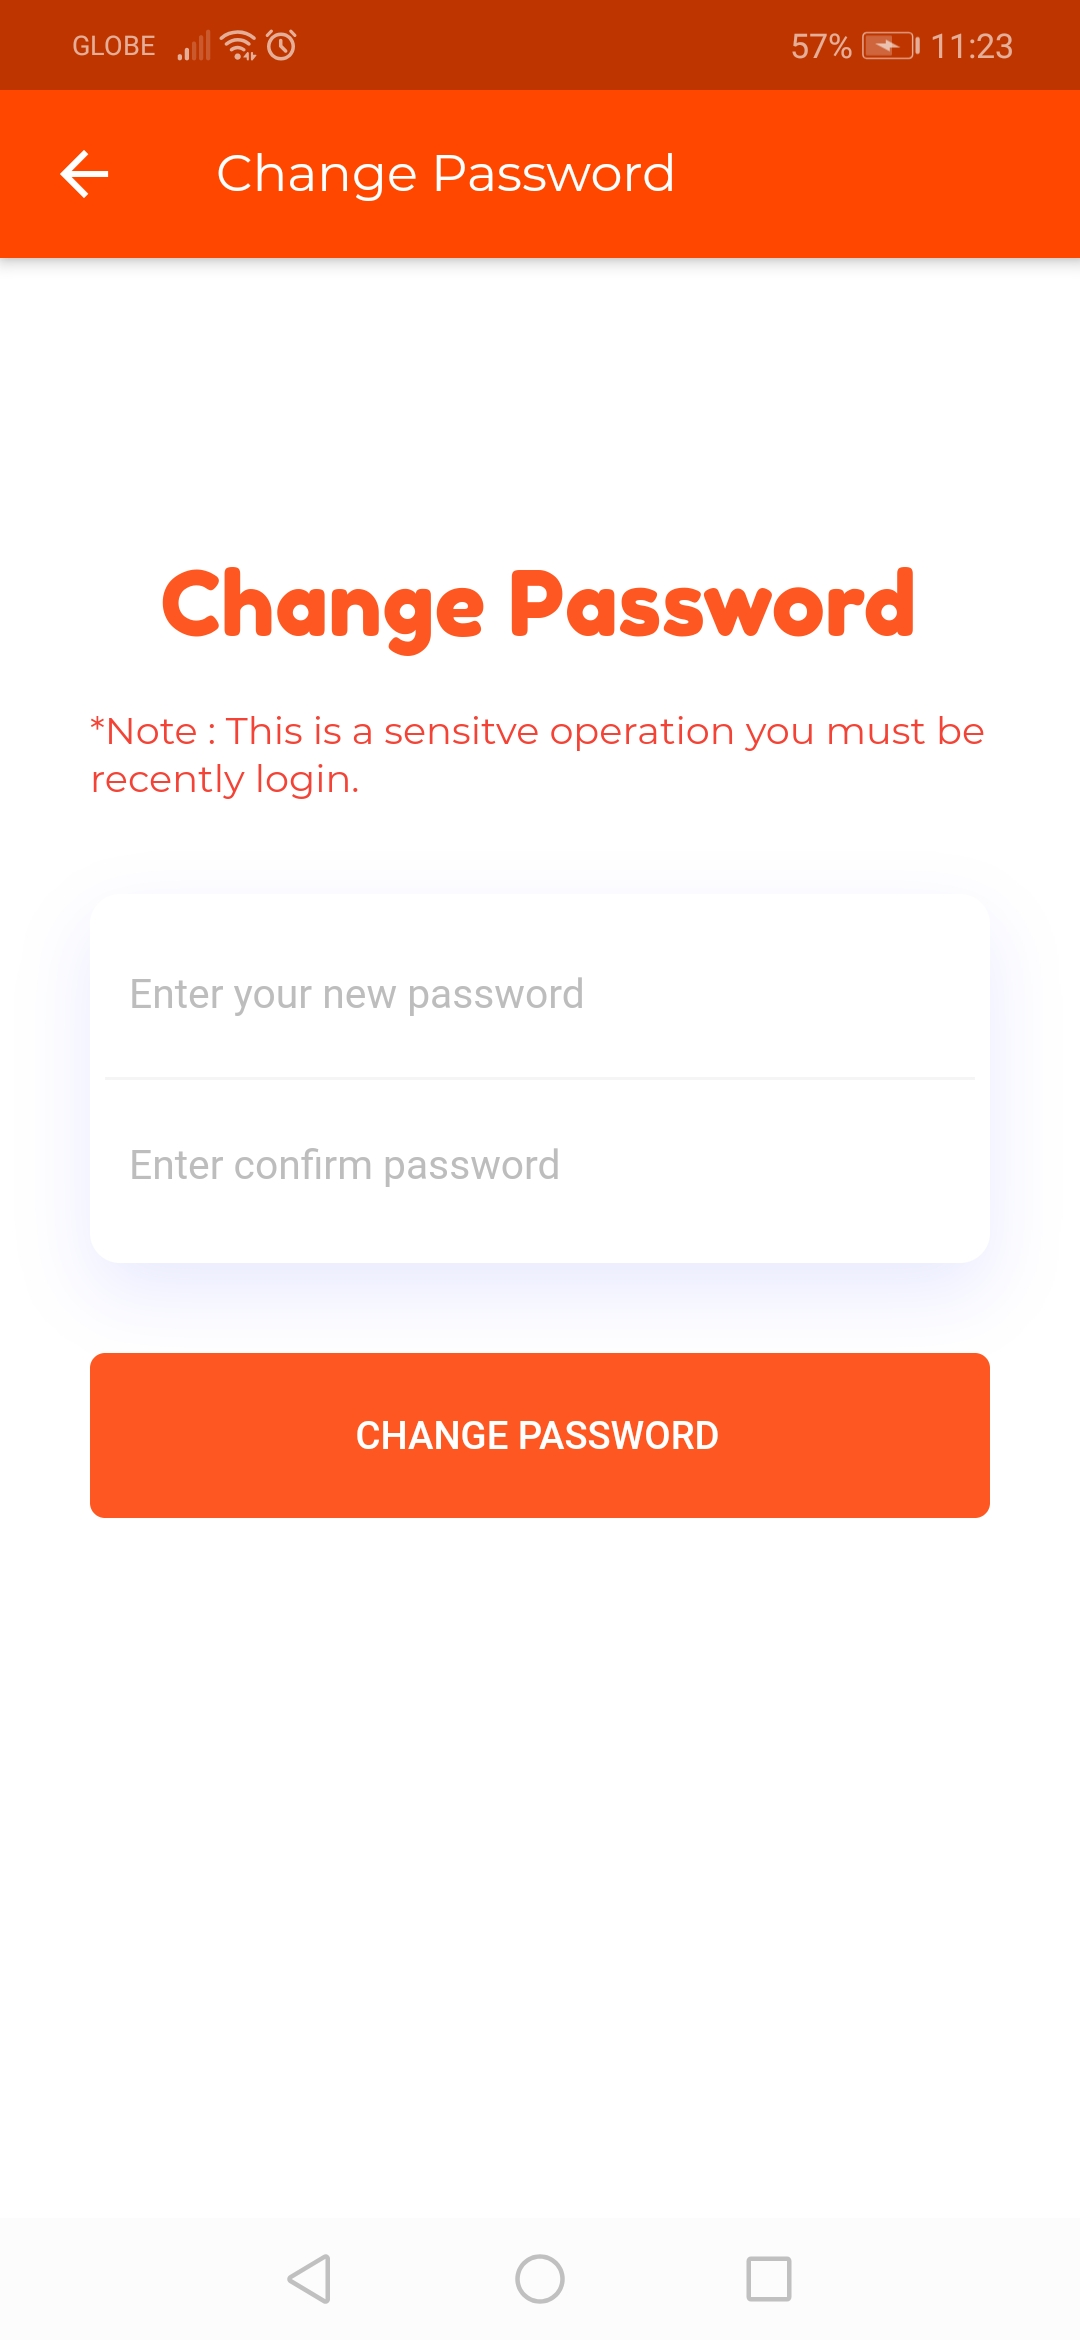 GLOBE 57% 11:23
Change Password
Change Password
*Note : This is a sensitve operation you must be
recently login.
Enter your new password
Enter confirm password
CHANGE PASSWORD